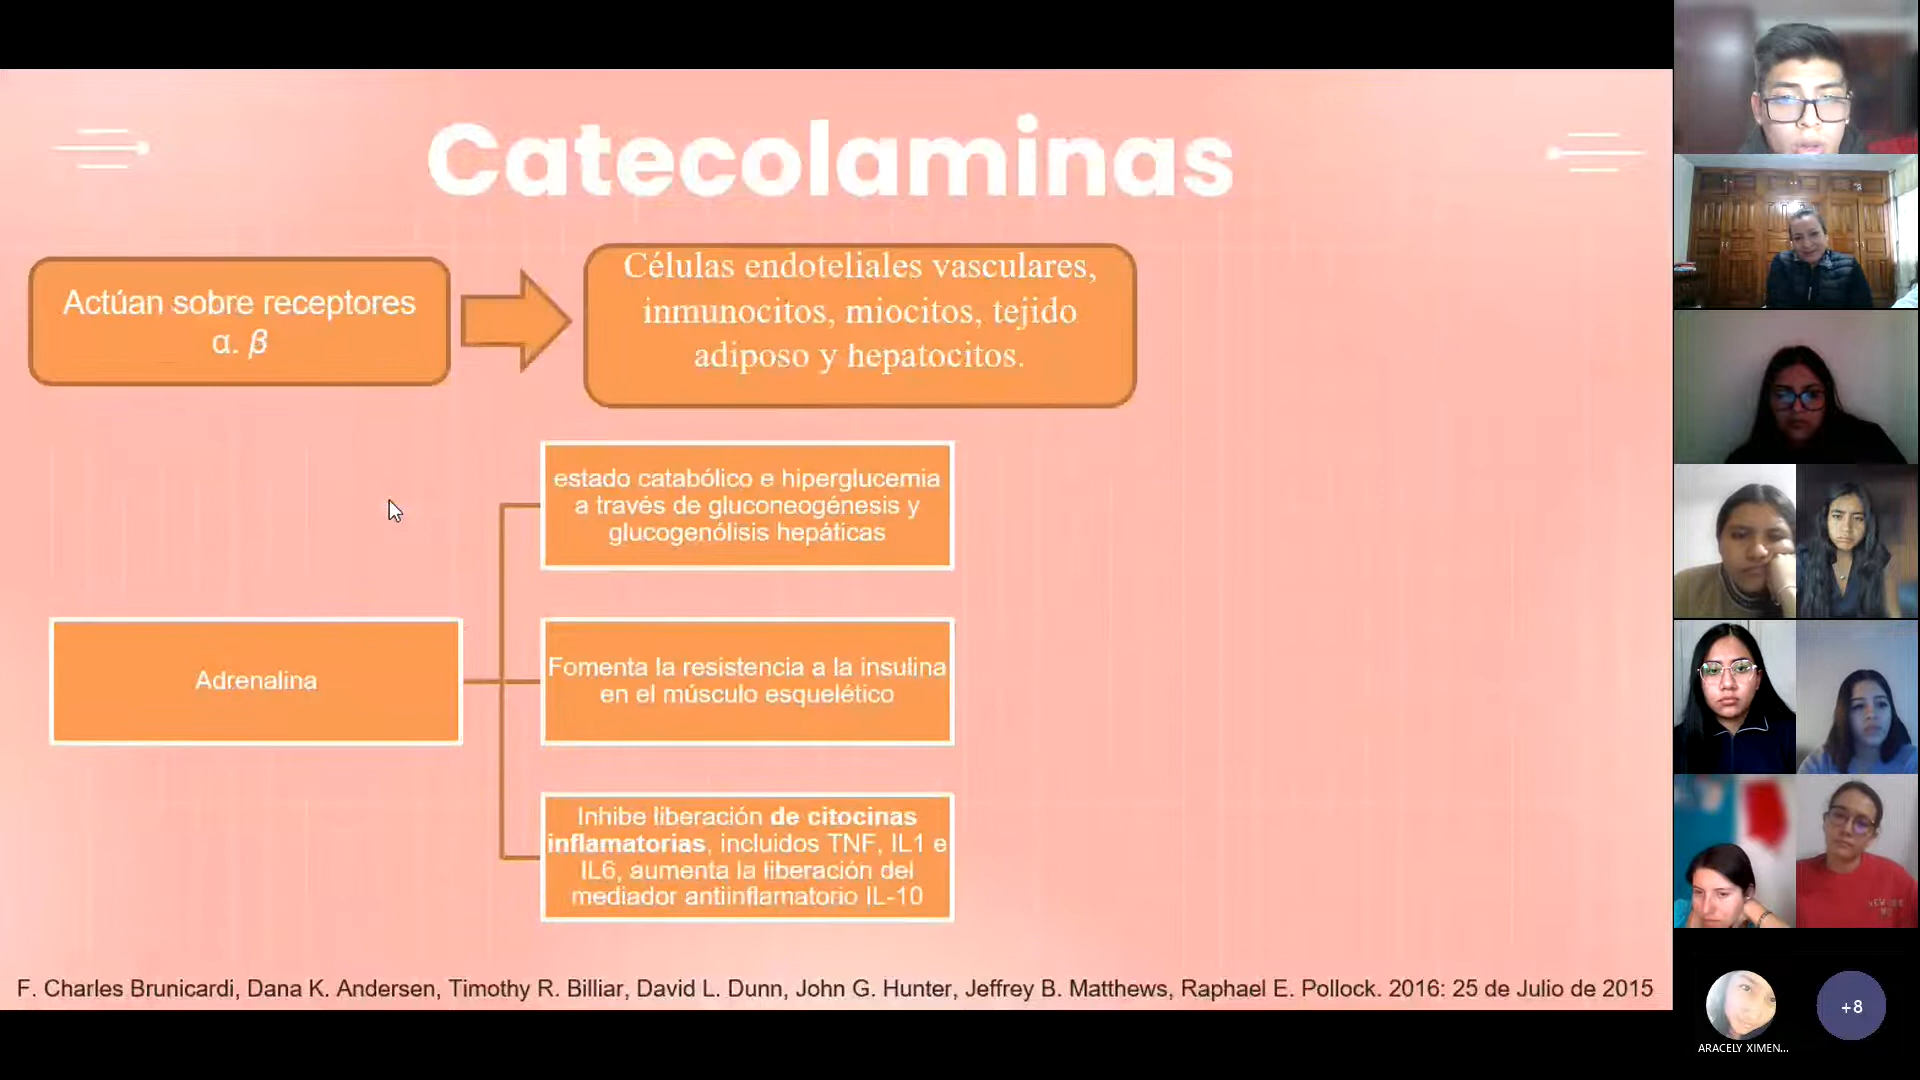 Catecolaminas
Actúan sobre receptores
α. β
Células endoteliales vasculares,
inmunocitos, miocitos, tejido
adiposo y hepatocitos.
estado catabólico e hiperglucemia
a través de gluconeogénesis y
glucogenólisis hepáticas
Adrenalina
Fomenta la resistencia a la insulina
en el músculo esquelético
Inhibe liberación de citocinas
inflamatorias, incluidos TNF, IL1 e
IL6, aumenta la liberación del
mediador antiinflamatorio IL-10
F. Charles Brunicardi, Dana K. Andersen, Timothy R. Billiar, David L. Dunn, John G. Hunter, Jeffrey B. Matthews, Raphael E. Pollock. 2016: 25 de Julio de 2015
+8
ARACELY XIMEN...